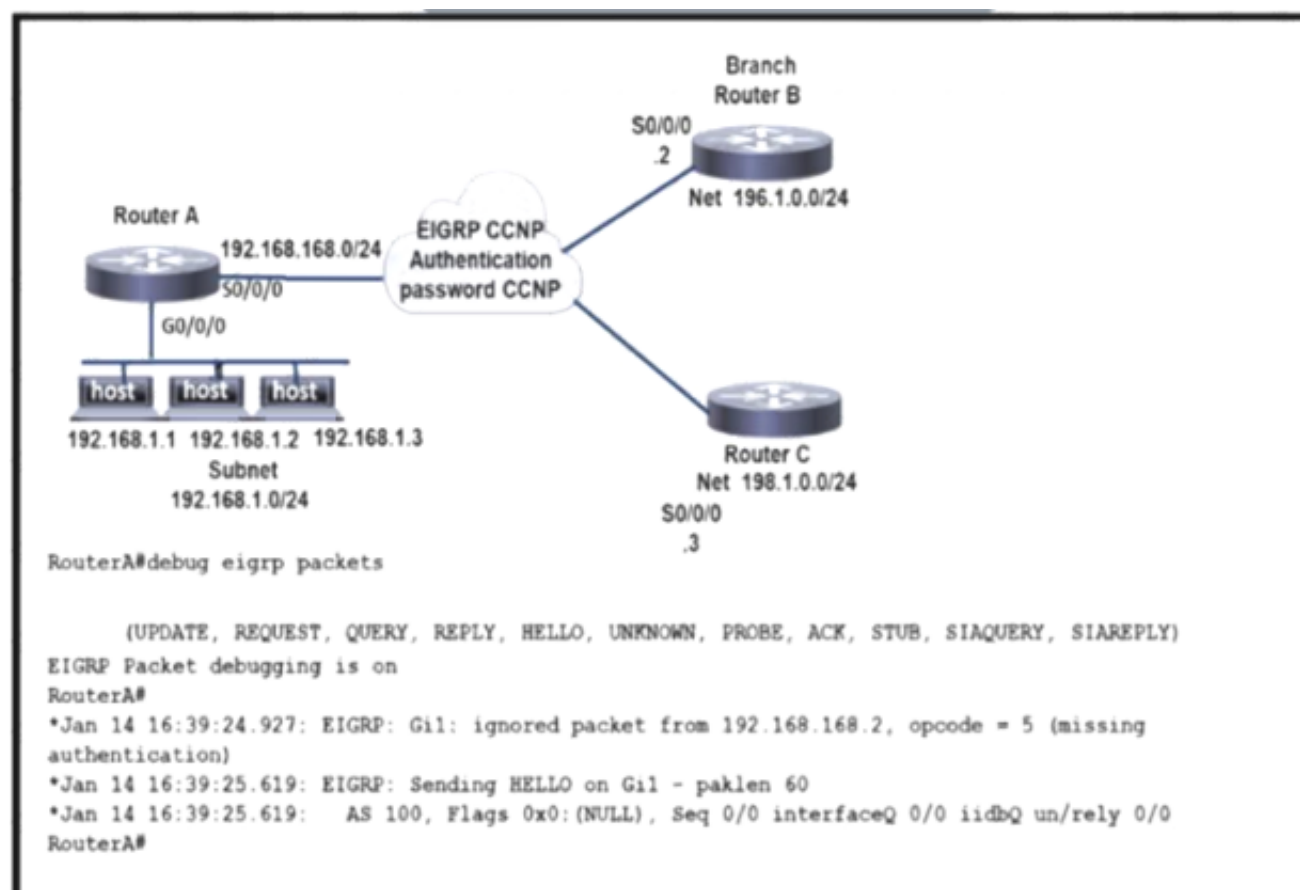 Branch
Router B
S0/0/0
.2
Net 196.1.0.0/24
Router A
192.168.168.0/24
S0/0/0
G0/0/0
EIGRP CCNP
Authentication
password CCNP
host host host
192.168.1.1 192.168.1.2 192.168.1.3
Subnet
192.168.1.0/24
Router C
Net 198.1.0.0/24
S0/0/0
.3
RouterA#debug eigrp packets
(UPDATE, REQUEST, QUERY, REPLY, HELLO, UNKNOWN, PROBE, ACK, STUB, SIAQUERY, SIAREPLY)
EIGRP Packet debugging is on
RouterA#
*Jan 14 16:39:24.927: EIGRP: Gi1: ignored packet from 192.168.168.2, opcode = 5 (missing
authentication)
*Jan 14 16:39:25.619: EIGRP: Sending HELLO on Gi1 - paklen 60
*Jan 14 16:39:25.619: AS 100, Flags 0x0:(NULL), Seq 0/0 interfaceQ 0/0 iidbQ un/rely 0/0
RouterA#